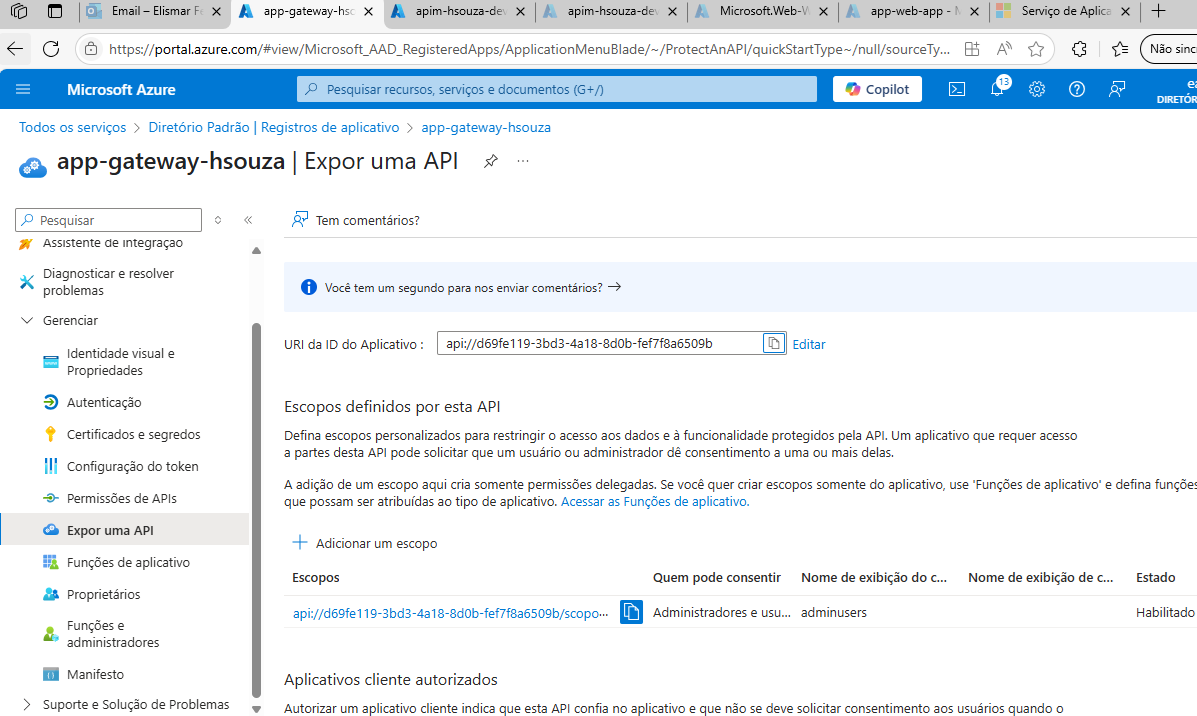 Email – Elismar Fe
app-gateway-hsc
apim-hsouza-dev
apim-hsouza-dev
Microsoft.Web-W
app-web-app - M
Serviço de Aplica
https://portal.azure.com/#view/Microsoft_AAD_RegisteredApps/ApplicationMenuBlade/~/ProtectAnAPI/quickStartType~/null/sourceTy...
Não sinc
Microsoft Azure
Pesquisar recursos, serviços e documentos (G+/)
Copilot
13
ea
DIRETÓR
Todos os serviços > Diretório Padrão | Registros de aplicativo > app-gateway-hsouza
app-gateway-hsouza | Expor uma API
Pesquisar
Tem comentários?
Assistente de integração
Diagnosticar e resolver
problemas
Gerenciar
Identidade visual e
Propriedades
Autenticação
Certificados e segredos
Configuração do token
Permissões de APIs
Expor uma API
Funções de aplicativo
Proprietários
Funções e
administradores
Manifesto
Suporte e Solução de Problemas
Você tem um segundo para nos enviar comentários? →
URI da ID do Aplicativo : api://d69fe119-3bd3-4a18-8d0b-fef7f8a6509b Editar
Escopos definidos por esta API
Defina escopos personalizados para restringir o acesso aos dados e à funcionalidade protegidos pela API. Um aplicativo que requer acesso
a partes desta API pode solicitar que um usuário ou administrador dê consentimento a uma ou mais delas.
A adição de um escopo aqui cria somente permissões delegadas. Se você quer criar escopos somente do aplicativo, use 'Funções de aplicativo' e defina funções
que possam ser atribuídas ao tipo de aplicativo. Acessar as Funções de aplicativo.
Adicionar um escopo
Escopos Quem pode consentir Nome de exibição do c... Nome de exibição de c... Estado
api://d69fe119-3bd3-4a18-8d0b-fef7f8a6509b/scopo... Administradores e usu... adminusers Habilitado
Aplicativos cliente autorizados
Autorizar um aplicativo cliente indica que esta API confia no aplicativo e que não se deve solicitar consentimento aos usuários quando o